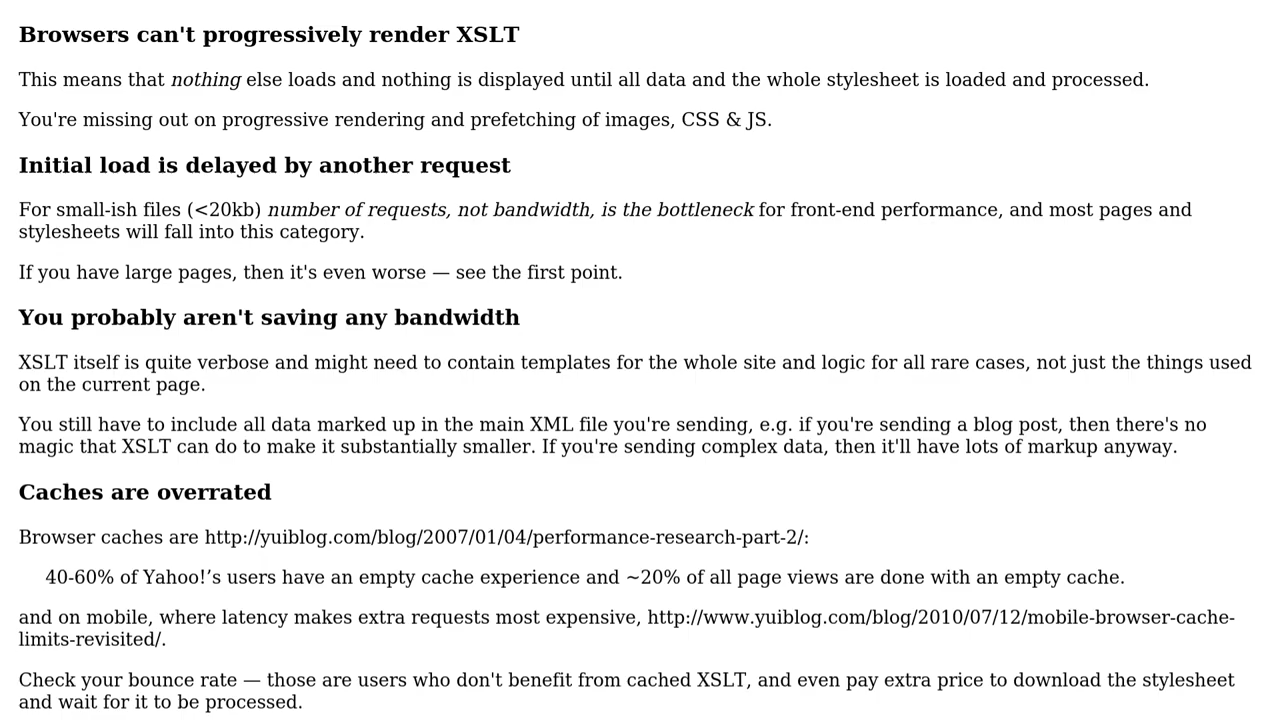 Browsers can't progressively render XSLT
This means that nothing else loads and nothing is displayed until all data and the whole stylesheet is loaded and processed.
You're missing out on progressive rendering and prefetching of images, CSS & JS.
Initial load is delayed by another request
For small-ish files (<20kb) number of requests, not bandwidth, is the bottleneck for front-end performance, and most pages and
stylesheets will fall into this category.
If you have large pages, then it's even worse — see the first point.
You probably aren't saving any bandwidth
XSLT itself is quite verbose and might need to contain templates for the whole site and logic for all rare cases, not just the things used
on the current page.
You still have to include all data marked up in the main XML file you're sending, e.g. if you're sending a blog post, then there's no
magic that XSLT can do to make it substantially smaller. If you're sending complex data, then it'll have lots of markup anyway.
Caches are overrated
Browser caches are http://yuiblog.com/blog/2007/01/04/performance-research-part-2/:
40-60% of Yahoo!’s users have an empty cache experience and ~20% of all page views are done with an empty cache.
and on mobile, where latency makes extra requests most expensive, http://www.yuiblog.com/blog/2010/07/12/mobile-browser-cache-
limits-revisited/.
Check your bounce rate — those are users who don't benefit from cached XSLT, and even pay extra price to download the stylesheet
and wait for it to be processed.